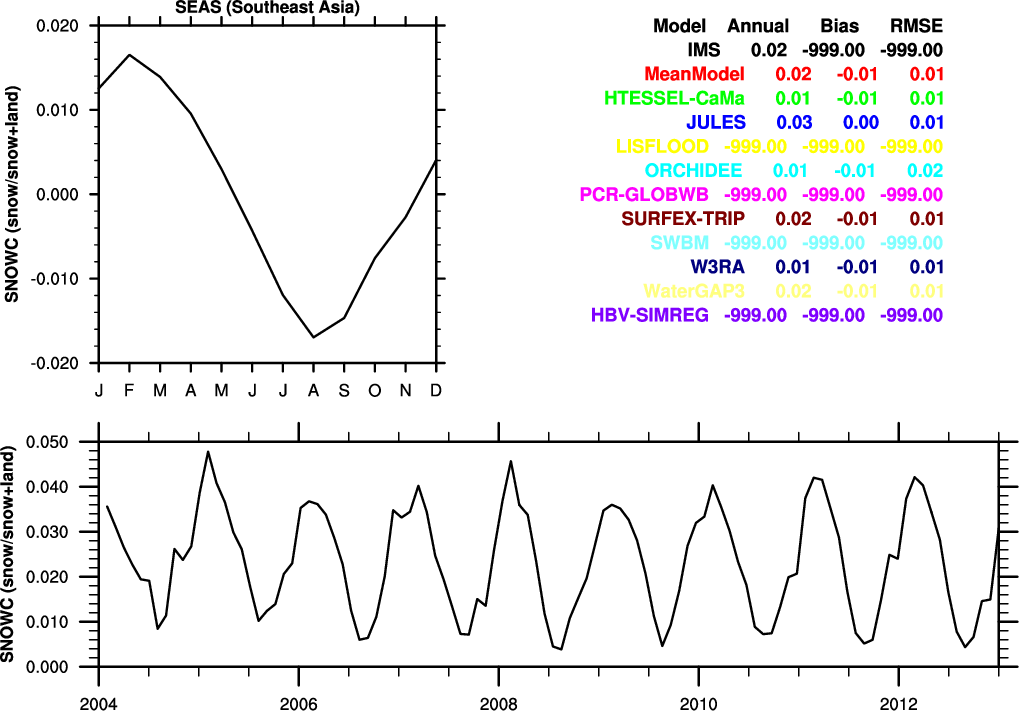 SEAS (Southeast Asia)
0.020
0.010
0.000
-0.010
-0.020
SNOWC (snow/snow+land)
J F M A M J J A S O N D
Model Annual Bias RMSE
IMS 0.02 -999.00 -999.00
MeanModel 0.02 -0.01 0.01
HTESSEL-CaMa 0.01 -0.01 0.01
JULES 0.03 0.00 0.01
LISFLOOD -999.00 -999.00 -999.00
ORCHIDEE 0.01 -0.01 0.02
PCR-GLOBWB -999.00 -999.00 -999.00
SURFEX-TRIP 0.02 -0.01 0.01
SWBM -999.00 -999.00 -999.00
W3RA 0.01 -0.01 0.01
WaterGAP3 0.02 -0.01 0.01
HBV-SIMREG -999.00 -999.00 -999.00
0.050
0.040
0.030
0.020
0.010
0.000
SNOWC (snow/snow+land)
2004 2006 2008 2010 2012